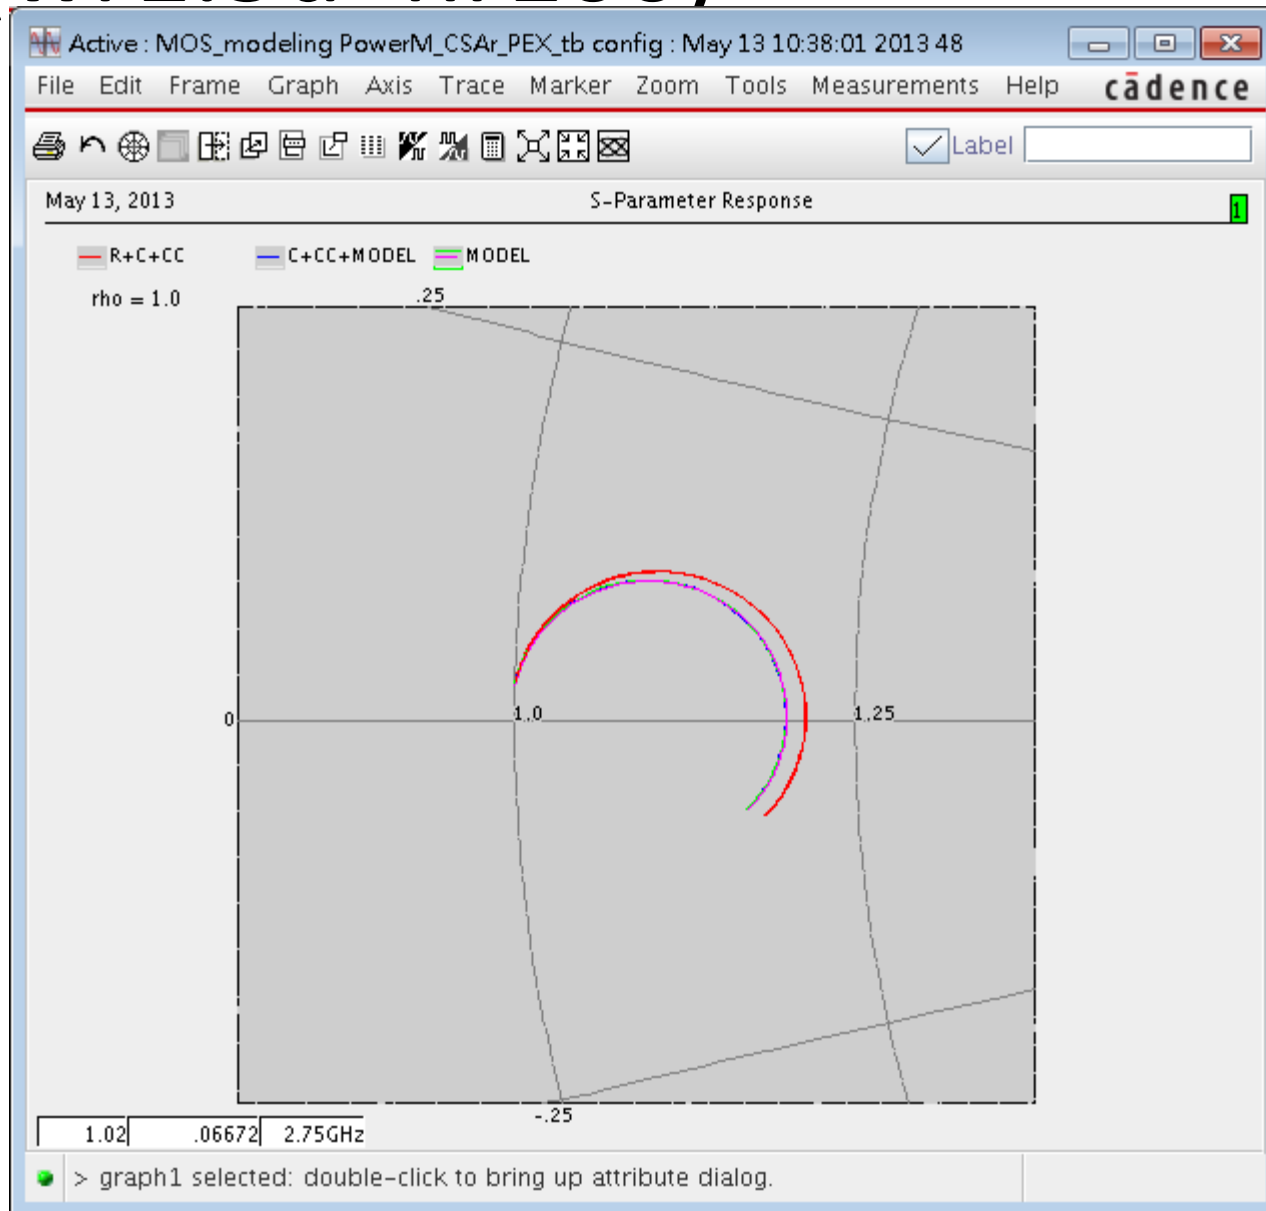 Active : MOS_modeling PowerM_CSAr_PEX_tb config : May 13 10:38:01 2013 48
File Edit Frame Graph Axis Trace Marker Zoom Tools Measurements Help cādence
Label
May 13, 2013 S-Parameter Response 1
R+C+CC C+CC+MODEL MODEL
rho = 1.0 .25
0 1.0 1.25
-.25
1.02 .06672 2.75GHz
> graph1 selected: double-click to bring up attribute dialog.